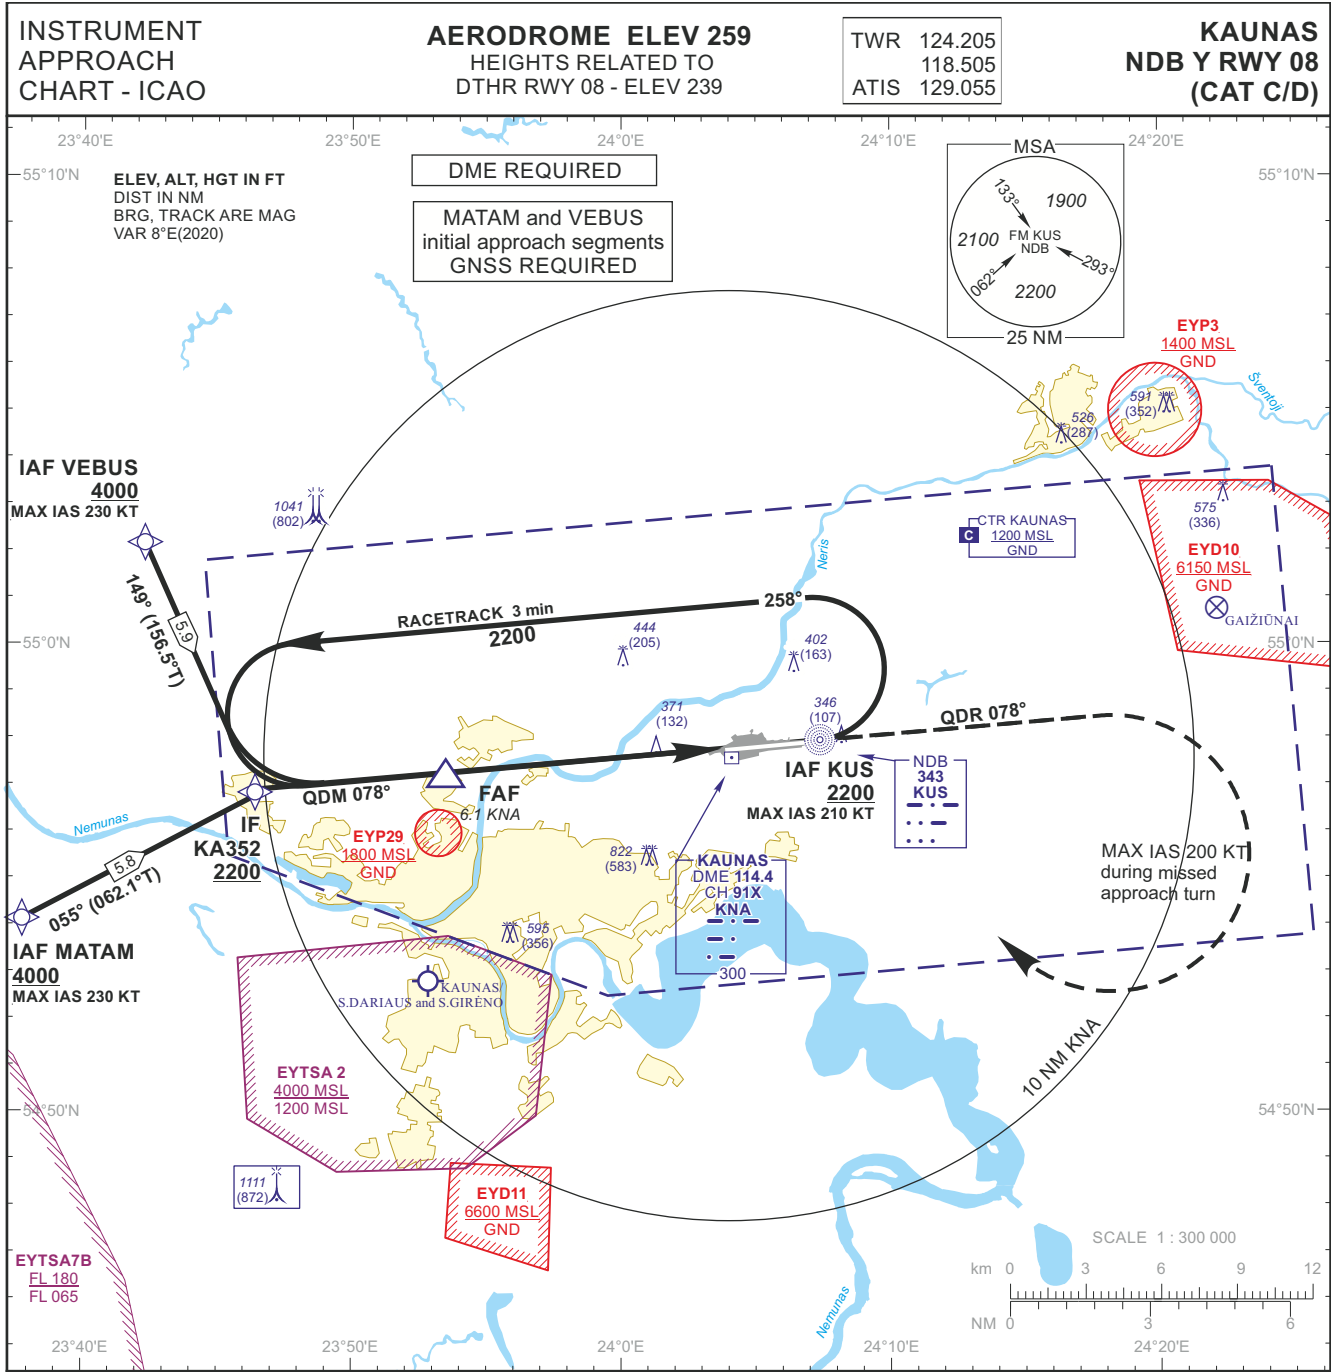 INSTRUMENT
APPROACH
CHART - ICAO
AERODROME ELEV 259
HEIGHTS RELATED TO
DTHR RWY 08 - ELEV 239
TWR 124.205
118.505
ATIS 129.055
KAUNAS
NDB Y RWY 08
(CAT C/D)
23°40'E
23°50'E
24°0'E
24°10'E
24°20'E
55°10'N
55°10'N
ELEV, ALT, HGT IN FT
DIST IN NM
BRG, TRACK ARE MAG
VAR 8°E(2020)
DME REQUIRED
MATAM and VEBUS
initial approach segments
GNSS REQUIRED
MSA
133°
1900
2100
FM KUS
NDB
062°
293°
2200
25 NM
EYP3
1400 MSL
GND
591
(352)
526
(287)
Šventoji
IAF VEBUS
4000
MAX IAS 230 KT
1041
(802)
575
(336)
CTR KAUNAS
C
1200 MSL
GND
EYD10
6150 MSL
GND
GAIŽIŪNAI
Neris
149° (156.5°T)
5.9
RACETRACK 3 min
2200
258°
444
(205)
402
(163)
55°0'N
55°0'N
371
(132)
346
(107)
QDR 078°
IAF KUS
2200
MAX IAS 210 KT
NDB
343
KUS
QDM 078°
FAF
6.1 KNA
IF
KA352
2200
EYP29
1800 MSL
GND
Nemunas
5.8
055° (062.1°T)
822
(583)
KAUNAS
DME 114.4
CH 91X
KNA
300
MAX IAS 200 KT
during missed
approach turn
IAF MATAM
4000
MAX IAS 230 KT
595
(356)
KAUNAS/
S.DARIAUS and S.GIRĖNO
EYTSA 2
4000 MSL
1200 MSL
10 NM KNA
54°50'N
54°50'N
1111
(872)
EYD11
6600 MSL
GND
EYTSA7B
FL 180
FL 065
Nemunas
SCALE 1 : 300 000
km 0 3 6 9 12
NM 0 3 6
23°40'E
23°50'E
24°0'E
24°10'E
24°20'E